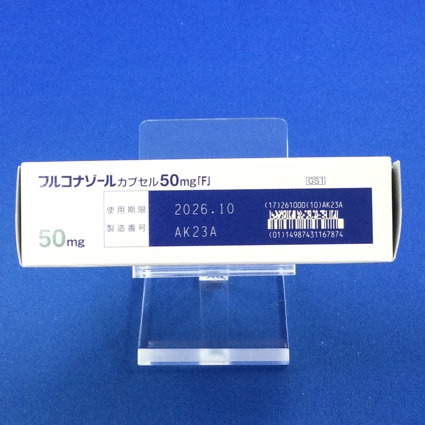 フルコナゾールカプセル50mg「F」
GS1
使用期限 2026.10
製造番号 AK23A
(17)261000(10)AK23A
(01)14987431167874
50mg